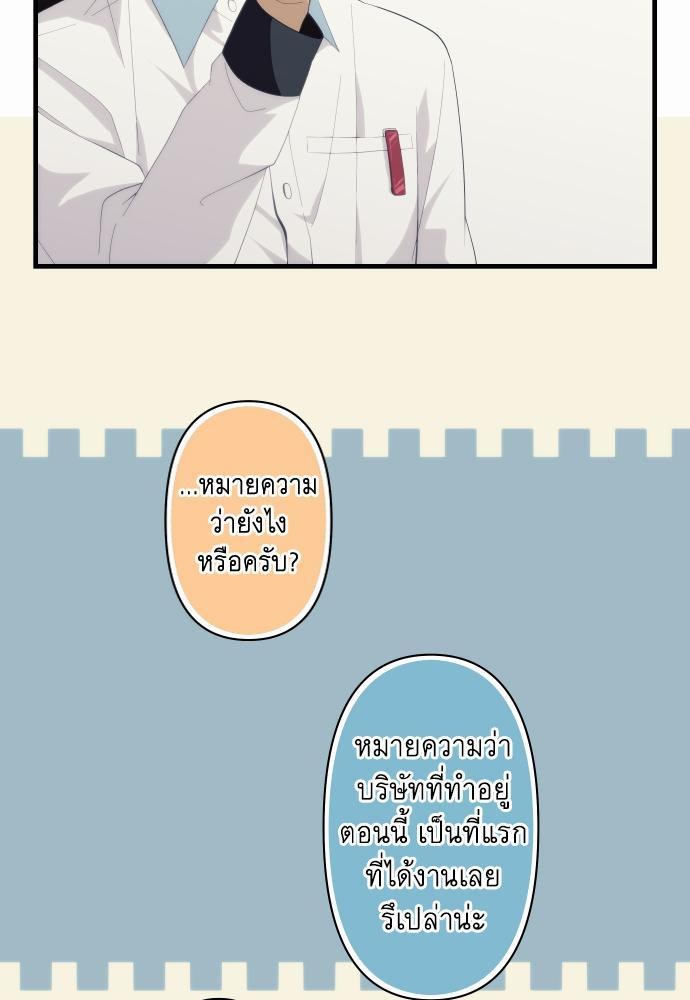 ...หมายความ
ว่ายังไง
หรือครับ?
หมายความว่า
บริษัทที่ทำอยู่
ตอนนี้ เป็นที่แรก
ที่ได้งานเลย
รึเปล่าน่ะ